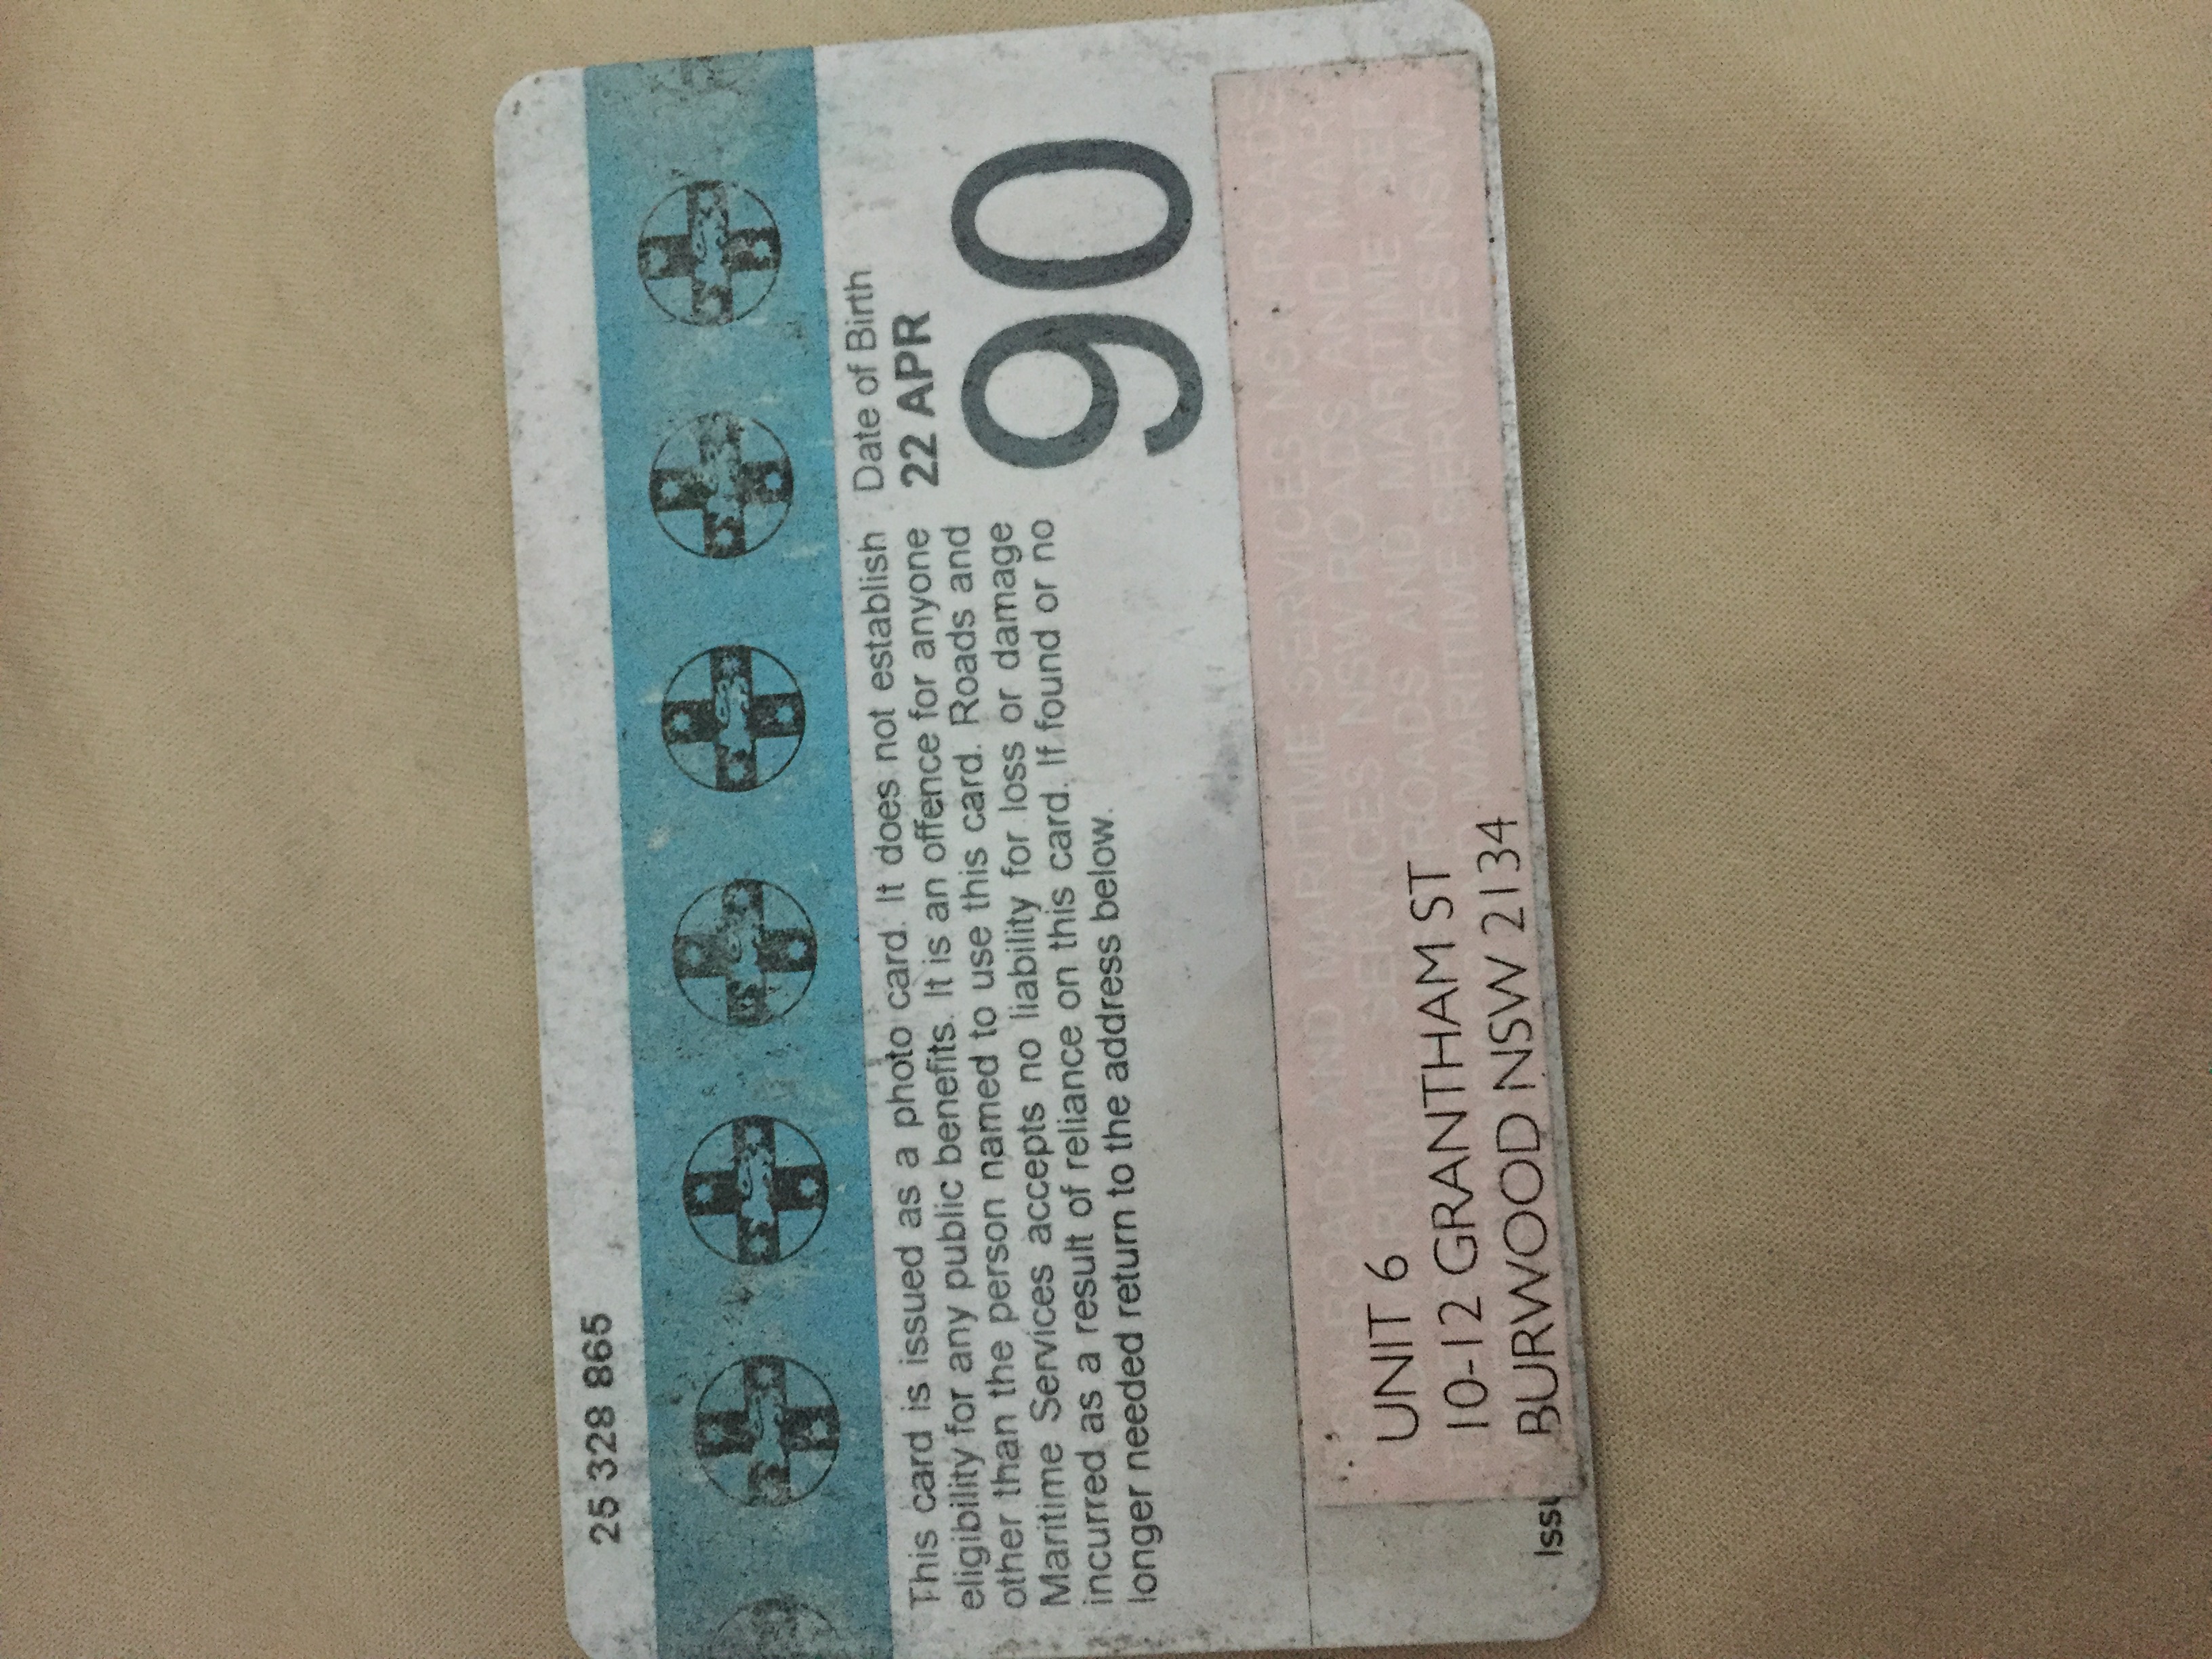 25 328 865
This card is issued as a photo card. It does not establish
eligibility for any public benefits. It is an offence for anyone
other than the person named to use this card. Roads and
Maritime Services accepts no liability for loss or damage
incurred as a result of reliance on this card. If found or no
longer needed return to the address below.
Date of Birth
22 APR
90
NSW ROADS AND MARITIME SERVICES NSW ROADS
RITIME SERVICES NSW ROADS AND MARI
ROADS AND MARITIME SER
MARITIME SERVICES NSW
UNIT 6
10-12 GRANTHAM ST
BURWOOD NSW 2134
Issu